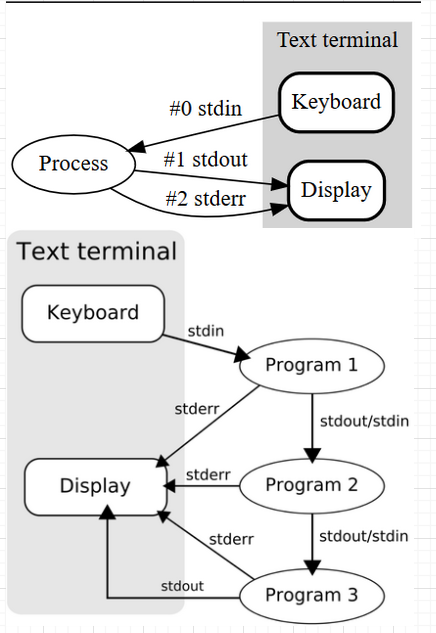 Text terminal
Keyboard
#0 stdin
Process
#1 stdout
Display
#2 stderr
Text terminal
Keyboard
stdin
Program 1
stderr
stdout/stdin
Display
stderr
Program 2
stderr
stdout/stdin
stdout
Program 3